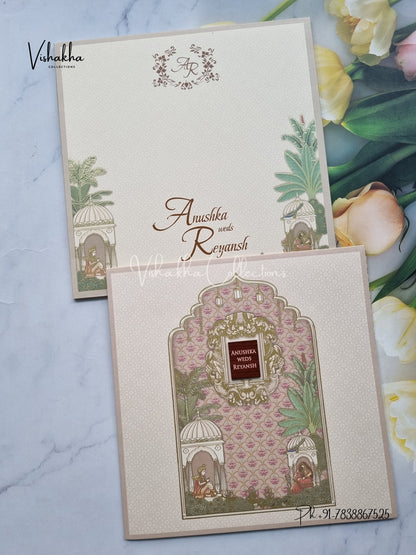 Vishakha
COLLECTIONS
AR
Anushka
weds
Reyansh
Vishakha Collections
ANUSHKA
WEDS
REYANSH
Ph.+91-7838867525